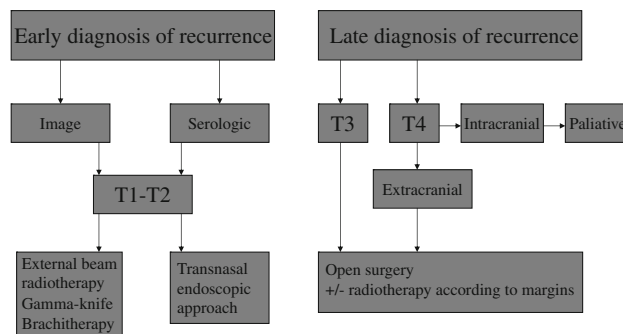 Early diagnosis of recurrence
Image
Serologic
T1-T2
External beam
radiotherapy
Gamma-knife
Brachitherapy
Transnasal
endoscopic
approach
Late diagnosis of recurrence
T3
T4
Intracranial
Paliative
Extracranial
Open surgery
+/- radiotherapy according to margins